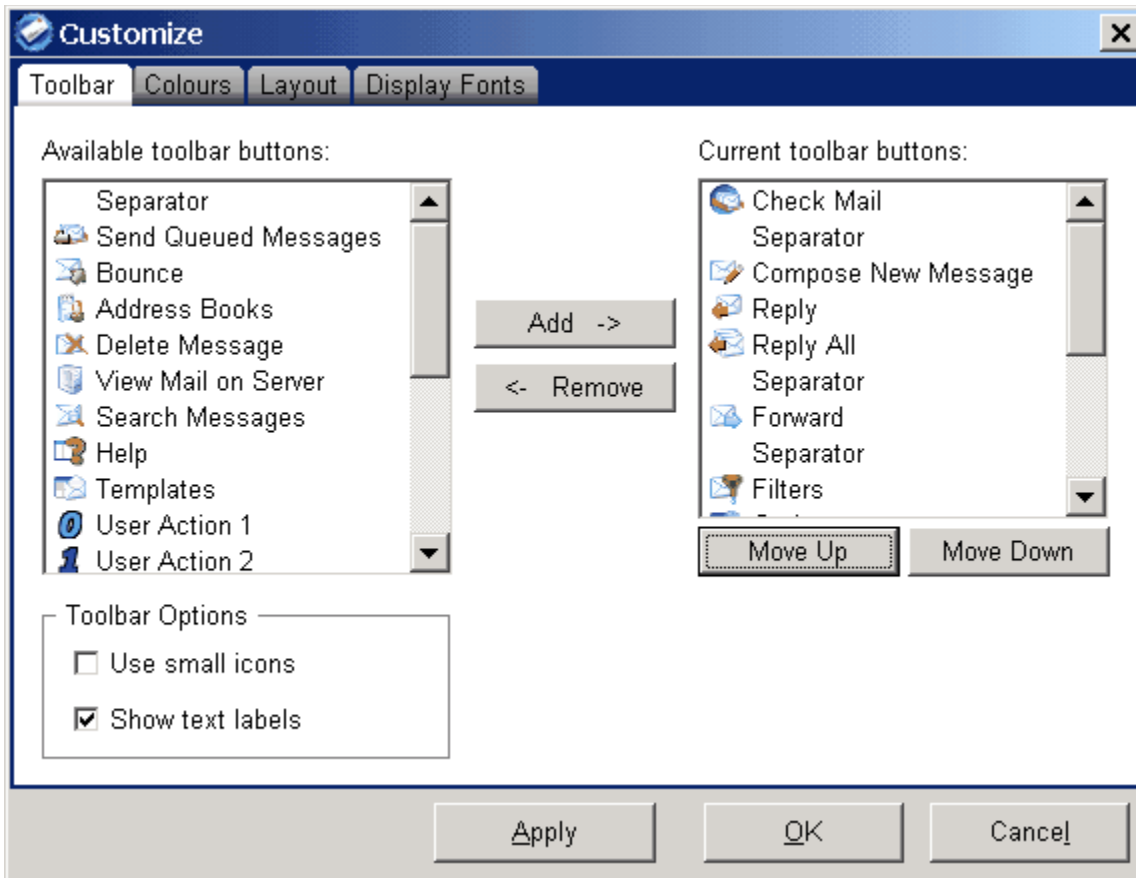 Customize
Toolbar Colours Layout Display Fonts
Available toolbar buttons:
Separator
Send Queued Messages
Bounce
Address Books
Delete Message
View Mail on Server
Search Messages
Help
Templates
User Action 1
User Action 2
Add ->
<- Remove
Current toolbar buttons:
Check Mail
Separator
Compose New Message
Reply
Reply All
Separator
Forward
Separator
Filters
Move Up Move Down
Toolbar Options
Use small icons
Show text labels
Apply OK Cancel